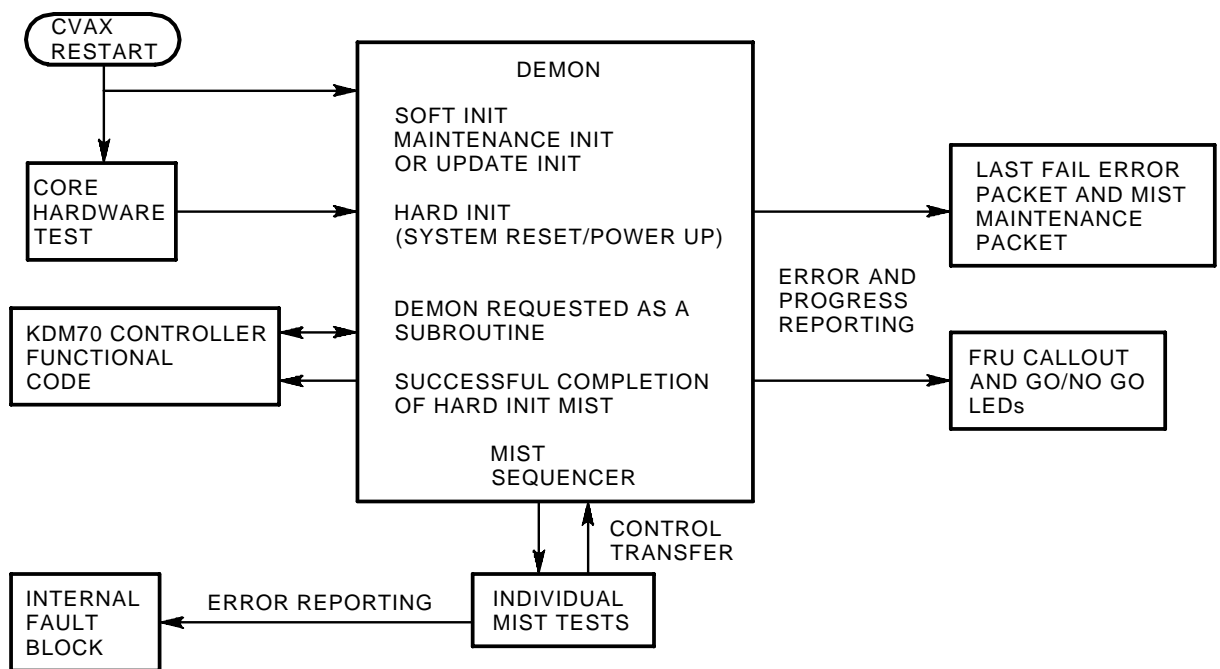 CVAX
RESTART
DEMON
SOFT INIT
MAINTENANCE INIT
OR UPDATE INIT
CORE
HARDWARE
TEST
HARD INIT
(SYSTEM RESET/POWER UP)
LAST FAIL ERROR
PACKET AND MIST
MAINTENANCE
PACKET
ERROR AND
PROGRESS
REPORTING
KDM70 CONTROLLER
FUNCTIONAL
CODE
DEMON REQUESTED AS A
SUBROUTINE
SUCCESSFUL COMPLETION
OF HARD INIT MIST
FRU CALLOUT
AND GO/NO GO
LEDs
MIST
SEQUENCER
CONTROL
TRANSFER
INTERNAL
FAULT
BLOCK
ERROR REPORTING
INDIVIDUAL
MIST TESTS